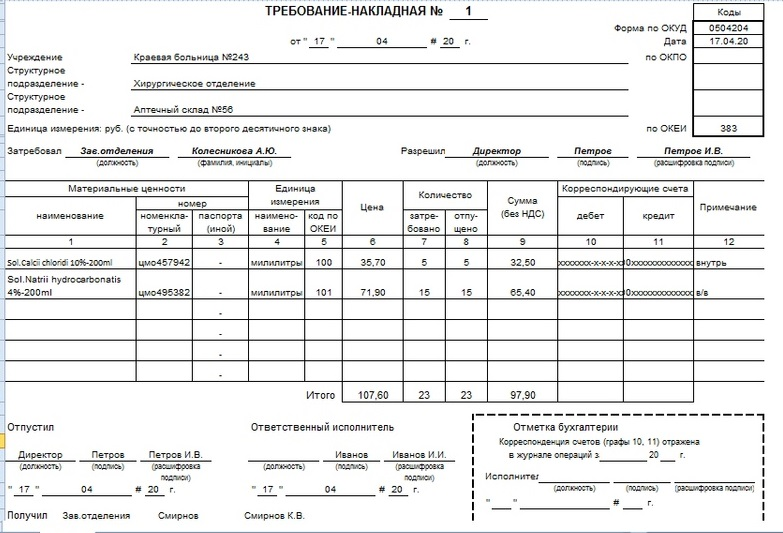 ТРЕБОВАНИЕ-НАКЛАДНАЯ № 1
Коды
Форма по ОКУД 0504204
от " 17 " 04 # 20 г. Дата 17.04.20
Учреждение Краевая больница №243 по ОКПО
Структурное
подразделение - Хирургическое отделение
Структурное
подразделение - Аптечный склад №56
Единица измерения: руб. (с точностью до второго десятичного знака) по ОКЕИ 383
Затребовал Зав.отделения Колесникова А.Ю. Разрешил Директор Петров Петров И.В.
(должность) (фамилия, инициалы) (должность) (подпись) (расшифровка подписи)
Материальные ценности Единица измерения Цена Количество Сумма (без НДС) Корреспондирующие счета Примечание
наименование номер наимено-вание код по ОКЕИ затре-бовано отпу-щено дебет кредит
номенкла-турный паспорта (иной)
1 2 3 4 5 6 7 8 9 10 11 12
Sol.Calcii chloridi 10%-200ml цмо457942 - милилитры 100 35,70 5 5 32,50 xxxxxxx-x-x-x-x 0xxxxxxxxxxx внутрь
Sol.Natrii hydrocarbonatis
4%-200ml цмо495382 - милилитры 101 71,90 15 15 65,40 xxxxxxx-x-x-x-x 0xxxxxxxxxxx в/в
-
-
-
-
Итого 107,60 23 23 97,90
Отпустил Ответственный исполнитель Отметка бухгалтерии
Корреспонденция счетов (графы 10, 11) отражена
Директор Петров Петров И.В. Иванов Иванов И.И. в журнале операций з 20 г.
(должность) (подпись) (расшифровка подписи) (должность) (подпись) (расшифровка подписи)
Исполнител
(должность) (подпись) (расшифровка подписи)
" 17 " 04 # 20 г. " 17 " 04 # 20 г.
" " # г.
Получил Зав.отделения Смирнов Смирнов К.В.